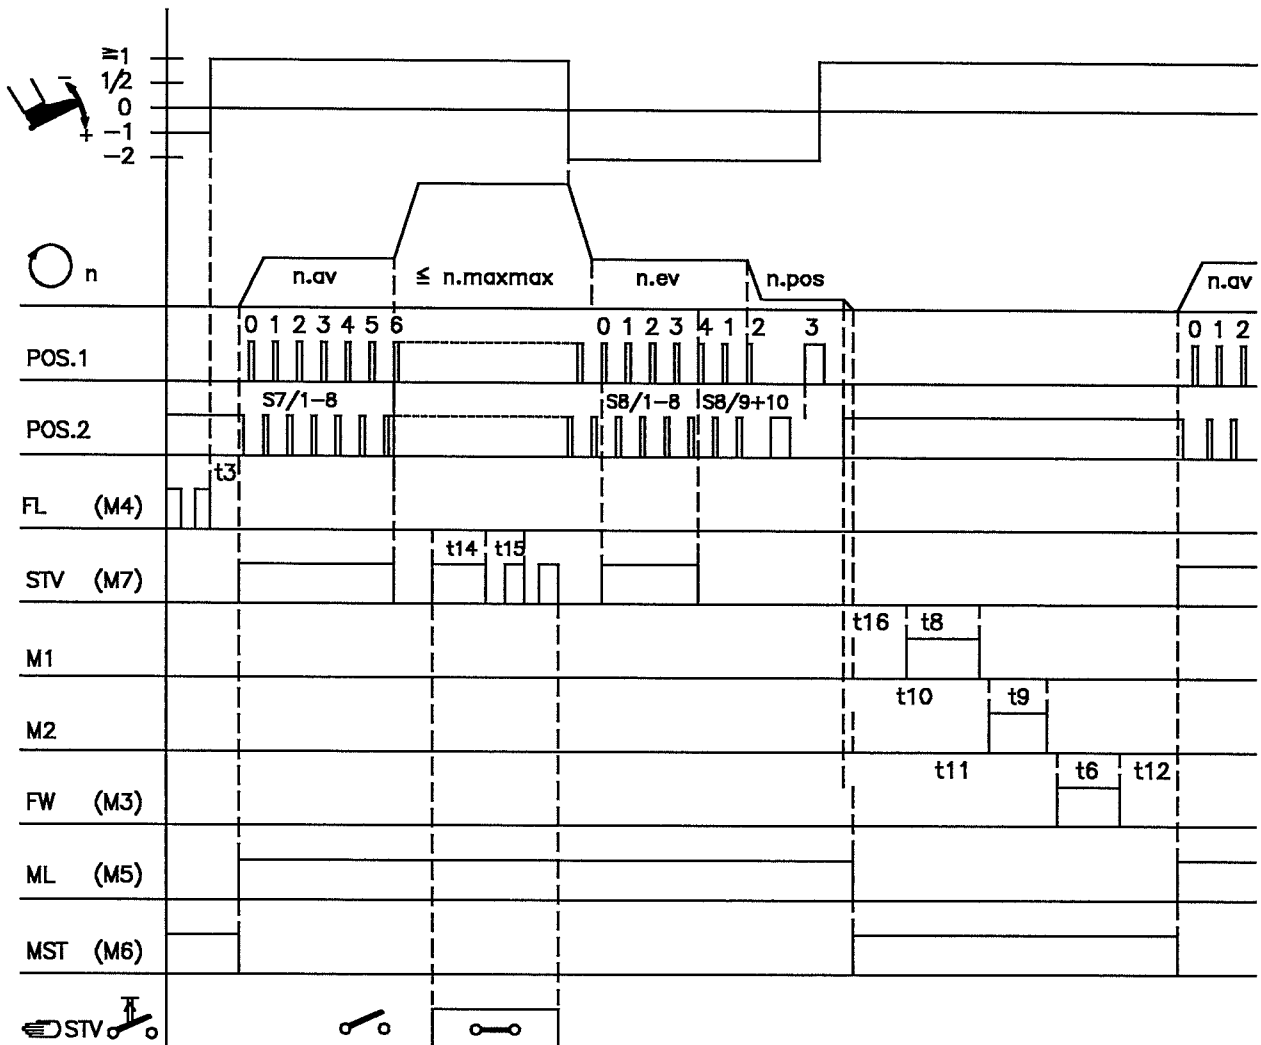 ≧1
1/2
0
−
+
−1
−2
n
n.av
≦ n.maxmax
n.ev
n.pos
n.av
POS.1
0 1 2 3 4 5 6
0 1 2 3 4 1 2 3
0 1 2
POS.2
S7/1-8
S8/1-8
S8/9+10
FL (M4)
t3
STV (M7)
t14
t15
M1
t16
t8
M2
t10
t9
FW (M3)
t11
t6
t12
ML (M5)
MST (M6)
STV